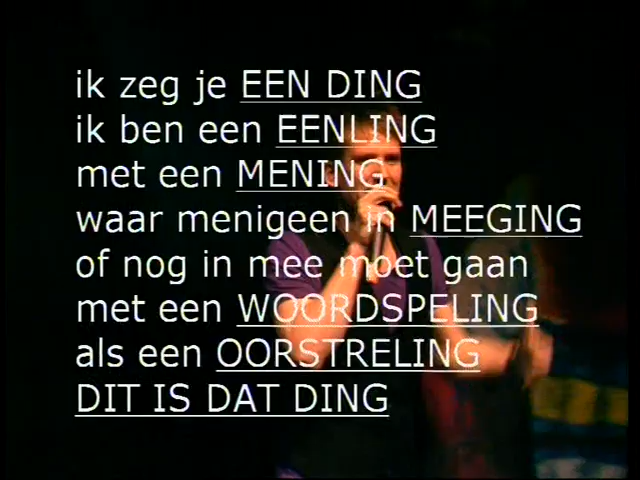 ik zeg je EEN DING
ik ben een EENLING
met een MENING
waar menigeen in MEEGING
of nog in mee moet gaan
met een WOORDSPELING
als een OORSTRELING
DIT IS DAT DING